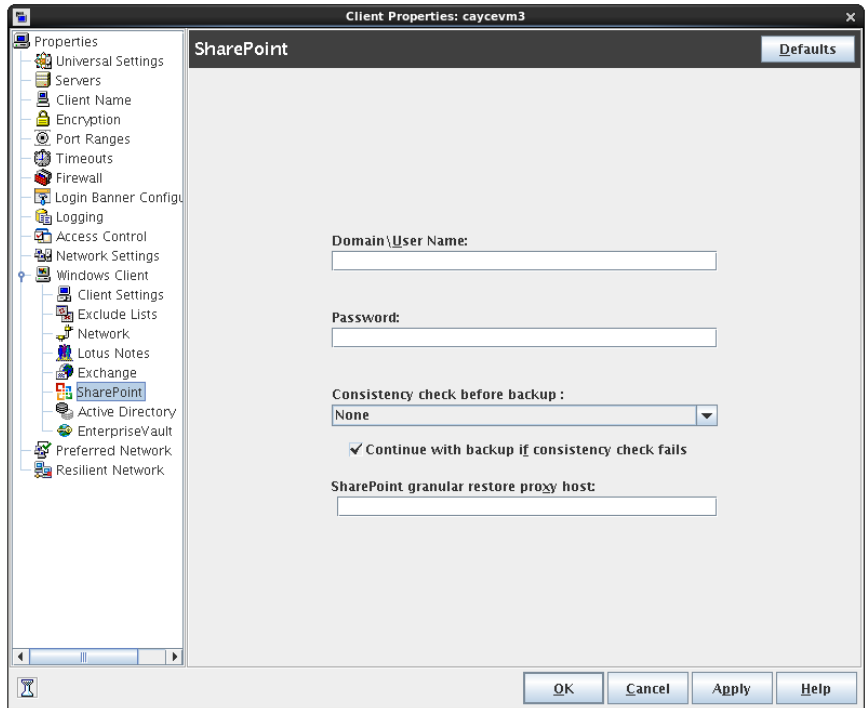 Client Properties: caycevm3
Properties
Universal Settings
Servers
Client Name
Encryption
Port Ranges
Timeouts
Firewall
Login Banner Configu
Logging
Access Control
Network Settings
Windows Client
Client Settings
Exclude Lists
Network
Lotus Notes
Exchange
SharePoint
Active Directory
EnterpriseVault
Preferred Network
Resilient Network
SharePoint
Defaults
Domain\User Name:
Password:
Consistency check before backup :
None
Continue with backup if consistency check fails
SharePoint granular restore proxy host:
OK
Cancel
Apply
Help